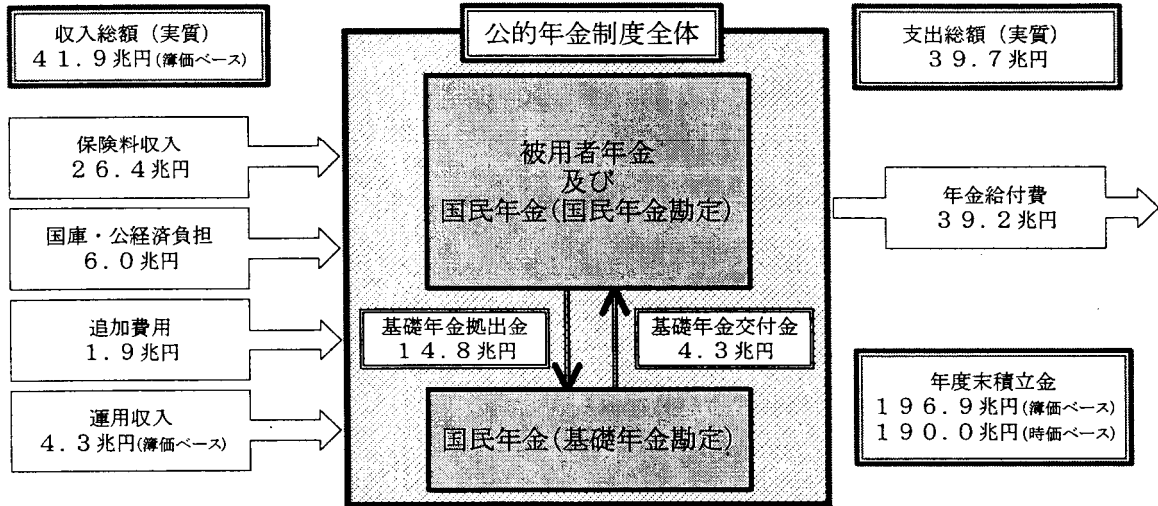 収入総額（実質）
４１.９兆円(簿価ベース)
公的年金制度全体
支出総額（実質）
３９.７兆円
保険料収入
２６.４兆円
国庫・公経済負担
６.０兆円
追加費用
１.９兆円
運用収入
４.３兆円(簿価ベース)
被用者年金
及び
国民年金(国民年金勘定)
基礎年金拠出金
１４.８兆円
基礎年金交付金
４.３兆円
国民年金(基礎年金勘定)
年金給付費
３９.２兆円
年度末積立金
１９６.９兆円(簿価ベース)
１９０.０兆円(時価ベース)